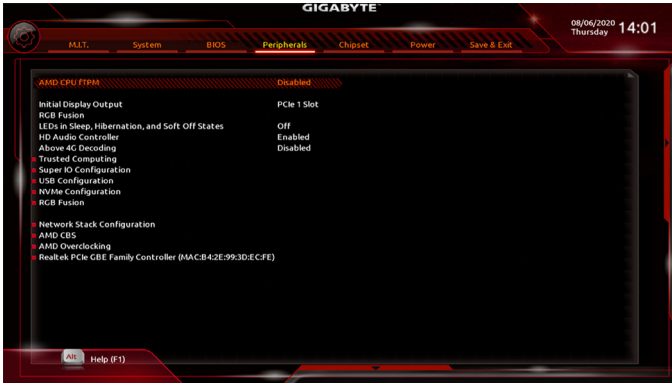 GIGABYTE
08/06/2020 Thursday 14:01
M.I.T. System BIOS Peripherals Chipset Power Save & Exit
AMD CPU fTPM Disabled
Initial Display Output PCIe 1 Slot
RGB Fusion
LEDs in Sleep, Hibernation, and Soft Off States Off
HD Audio Controller Enabled
Above 4G Decoding Disabled
Trusted Computing
Super IO Configuration
USB Configuration
NVMe Configuration
RGB Fusion
Network Stack Configuration
AMD CBS
AMD Overclocking
Realtek PCIe GBE Family Controller (MAC:B4:2E:99:3D:EC:FE)
Alt Help (F1)